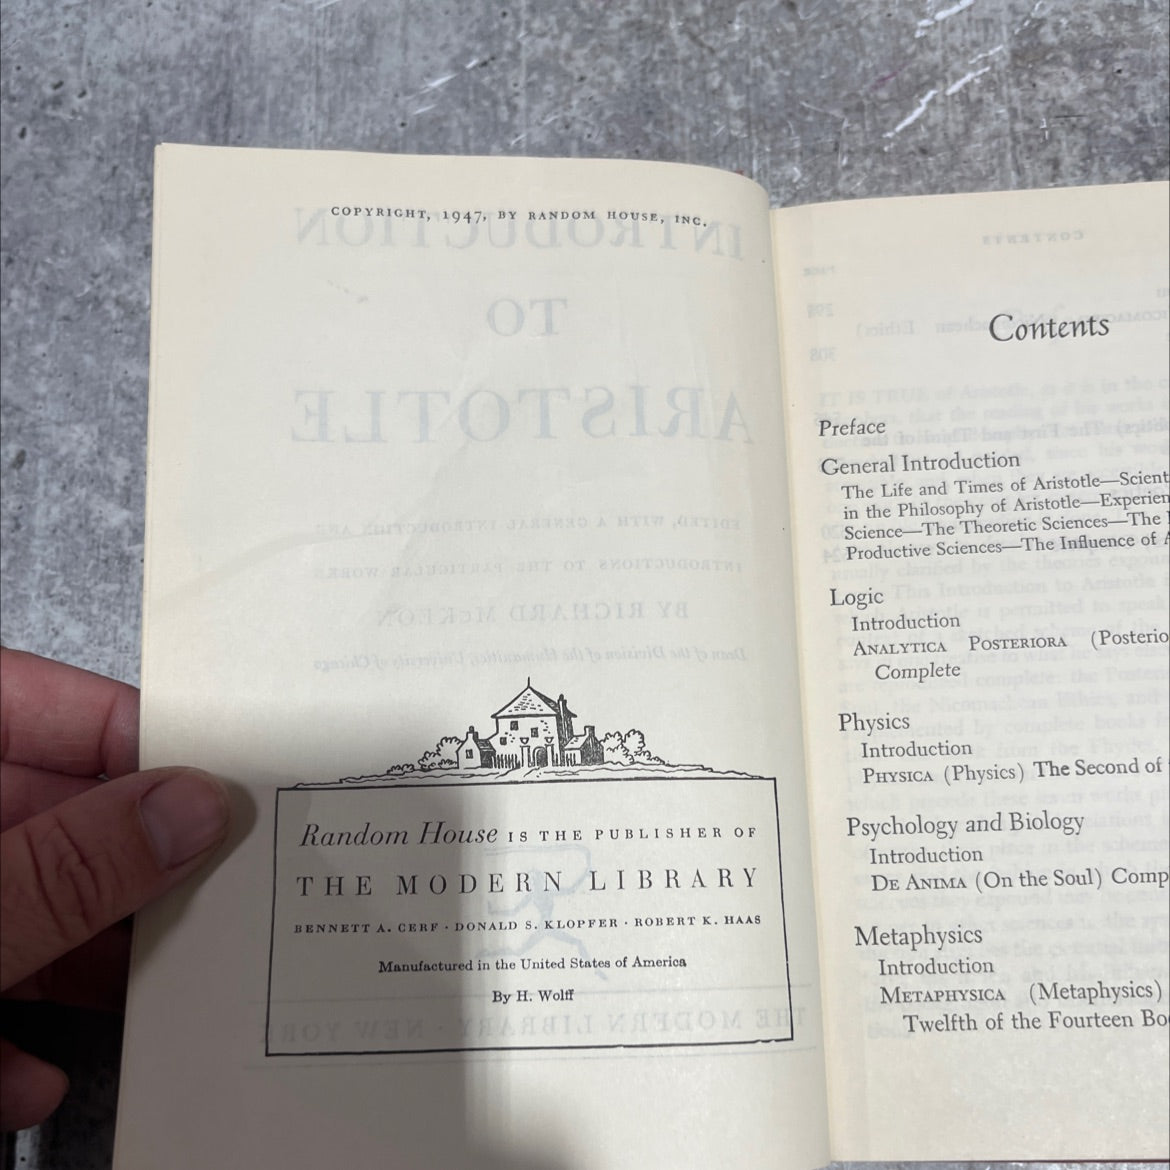 COPYRIGHT, 1947, BY RANDOM HOUSE, INC.
Random House IS THE PUBLISHER OF
THE MODERN LIBRARY
BENNETT A. CERF · DONALD S. KLOPFER · ROBERT K. HAAS
Manufactured in the United States of America
By H. Wolff
Contents
Preface
General Introduction
The Life and Times of Aristotle—Scient
in the Philosophy of Aristotle—Experien
Science—The Theoretic Sciences—The
Productive Sciences—The Influence of A
Logic
Introduction
ANALYTICA POSTERIORA (Posterio
Complete
Physics
Introduction
PHYSICA (Physics) The Second of
Psychology and Biology
Introduction
DE ANIMA (On the Soul) Comp
Metaphysics
Introduction
METAPHYSICA (Metaphysics)
Twelfth of the Fourteen Bo